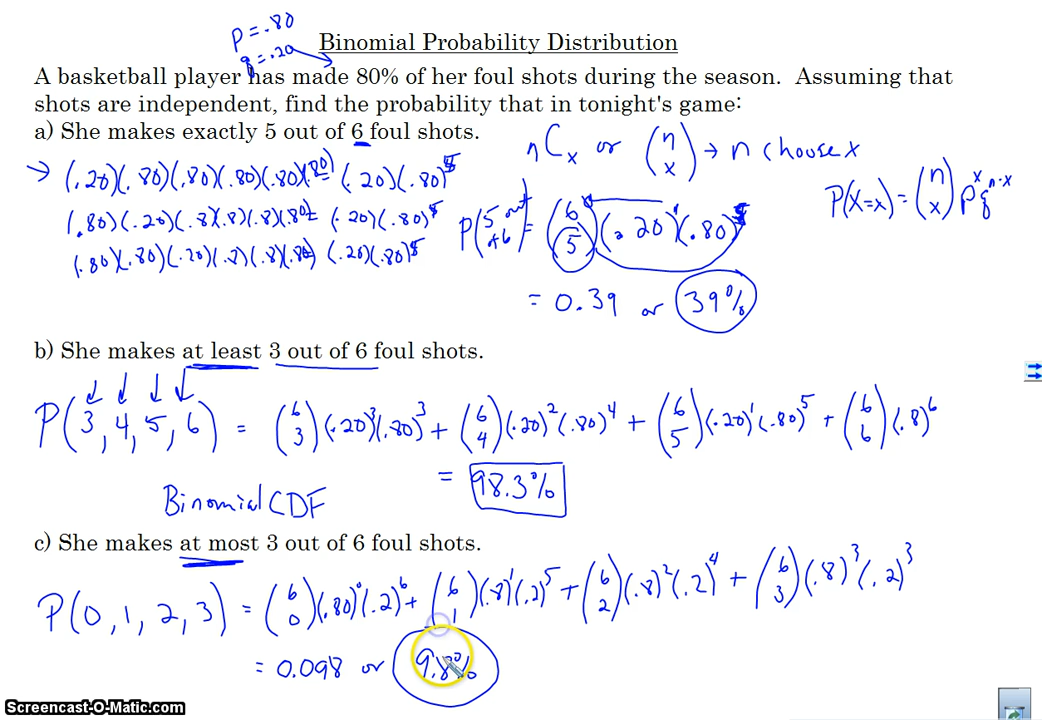 p = .80
q = .20
Binomial Probability Distribution
A basketball player has made 80% of her foul shots during the season. Assuming that
shots are independent, find the probability that in tonight's game:
a) She makes exactly 5 out of 6 foul shots.
nCx or (n x) → n choose x
→ (.20)(.80)(.80)(.80)(.80)(.80) (.20)(.80)^5
(.80)(.20)(.8)(.8)(.8)(.80) = (.20)(.80)^5
(.80)(.80)(.20)(.8)(.8)(.80) = (.20)(.80)^5
P(X=x) = (n x) p^x q^n-x
P(5 out of 6) = (6 5)(.20)^1(.80)^5
= 0.39 or 39%
b) She makes at least 3 out of 6 foul shots.
P(3, 4, 5, 6) = (6 3)(.20)^3(.80)^3 + (6 4)(.20)^2(.80)^4 + (6 5)(.20)^1(.80)^5 + (6 6)(.8)^6
= 98.3%
Binomial CDF
c) She makes at most 3 out of 6 foul shots.
P(0, 1, 2, 3) = (6 0)(.80)^0(.2)^6 + (6 1)(.8)^1(.2)^5 + (6 2)(.8)^2(.2)^4 + (6 3)(.8)^3(.2)^3
= 0.098 or 9.8%
Screencast-O-Matic.com